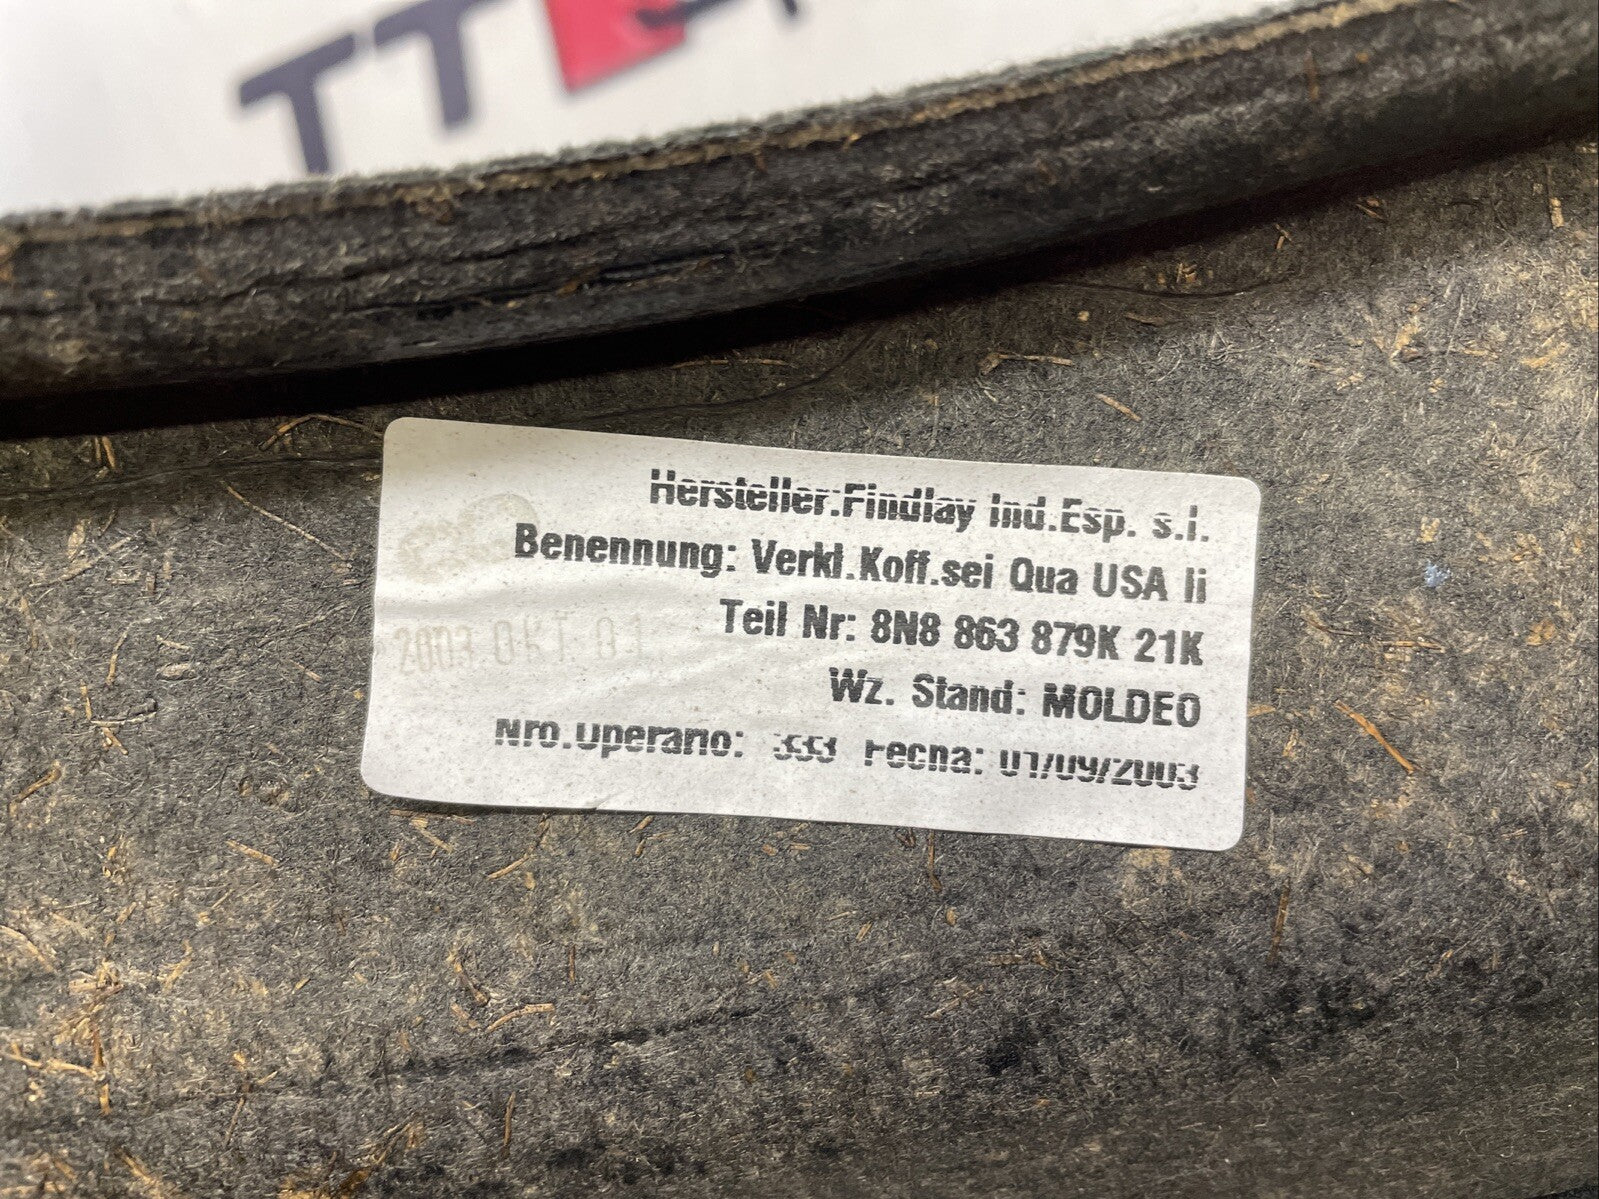 TT
Hersteller:Findlay Ind.Esp. s.l.
Benennung: Verkl.Koff.sei Qua USA li
Teil Nr: 8N8 863 879K 21K
2003 OKT 01
Wz. Stand: MOLDEO
Nro.Operario: 333 Fecha: 01/09/2003